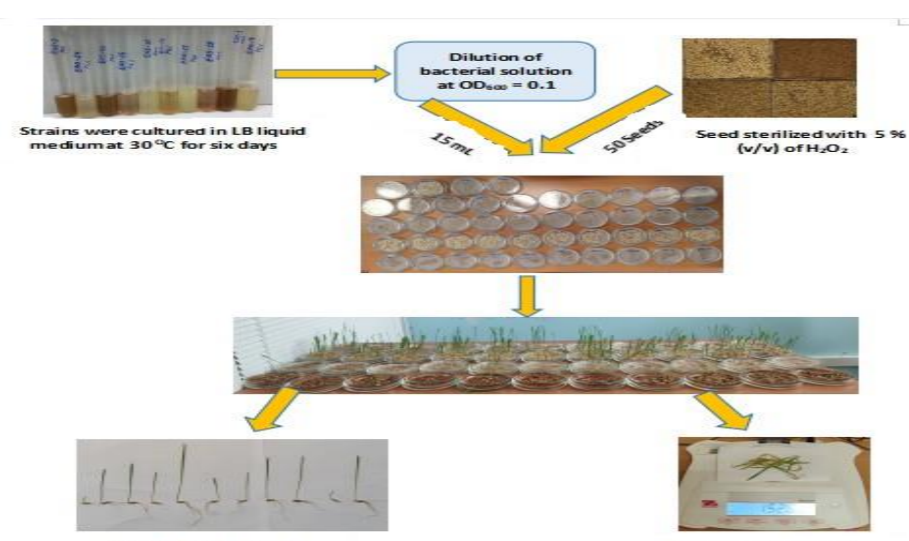 Dilution of
bacterial solution
at OD₆₀₀ = 0.1
Strains were cultured in LB liquid
medium at 30 ⁰C for six days
15 mL
50 Seeds
Seed sterilized with 5 %
(v/v) of H₂O₂